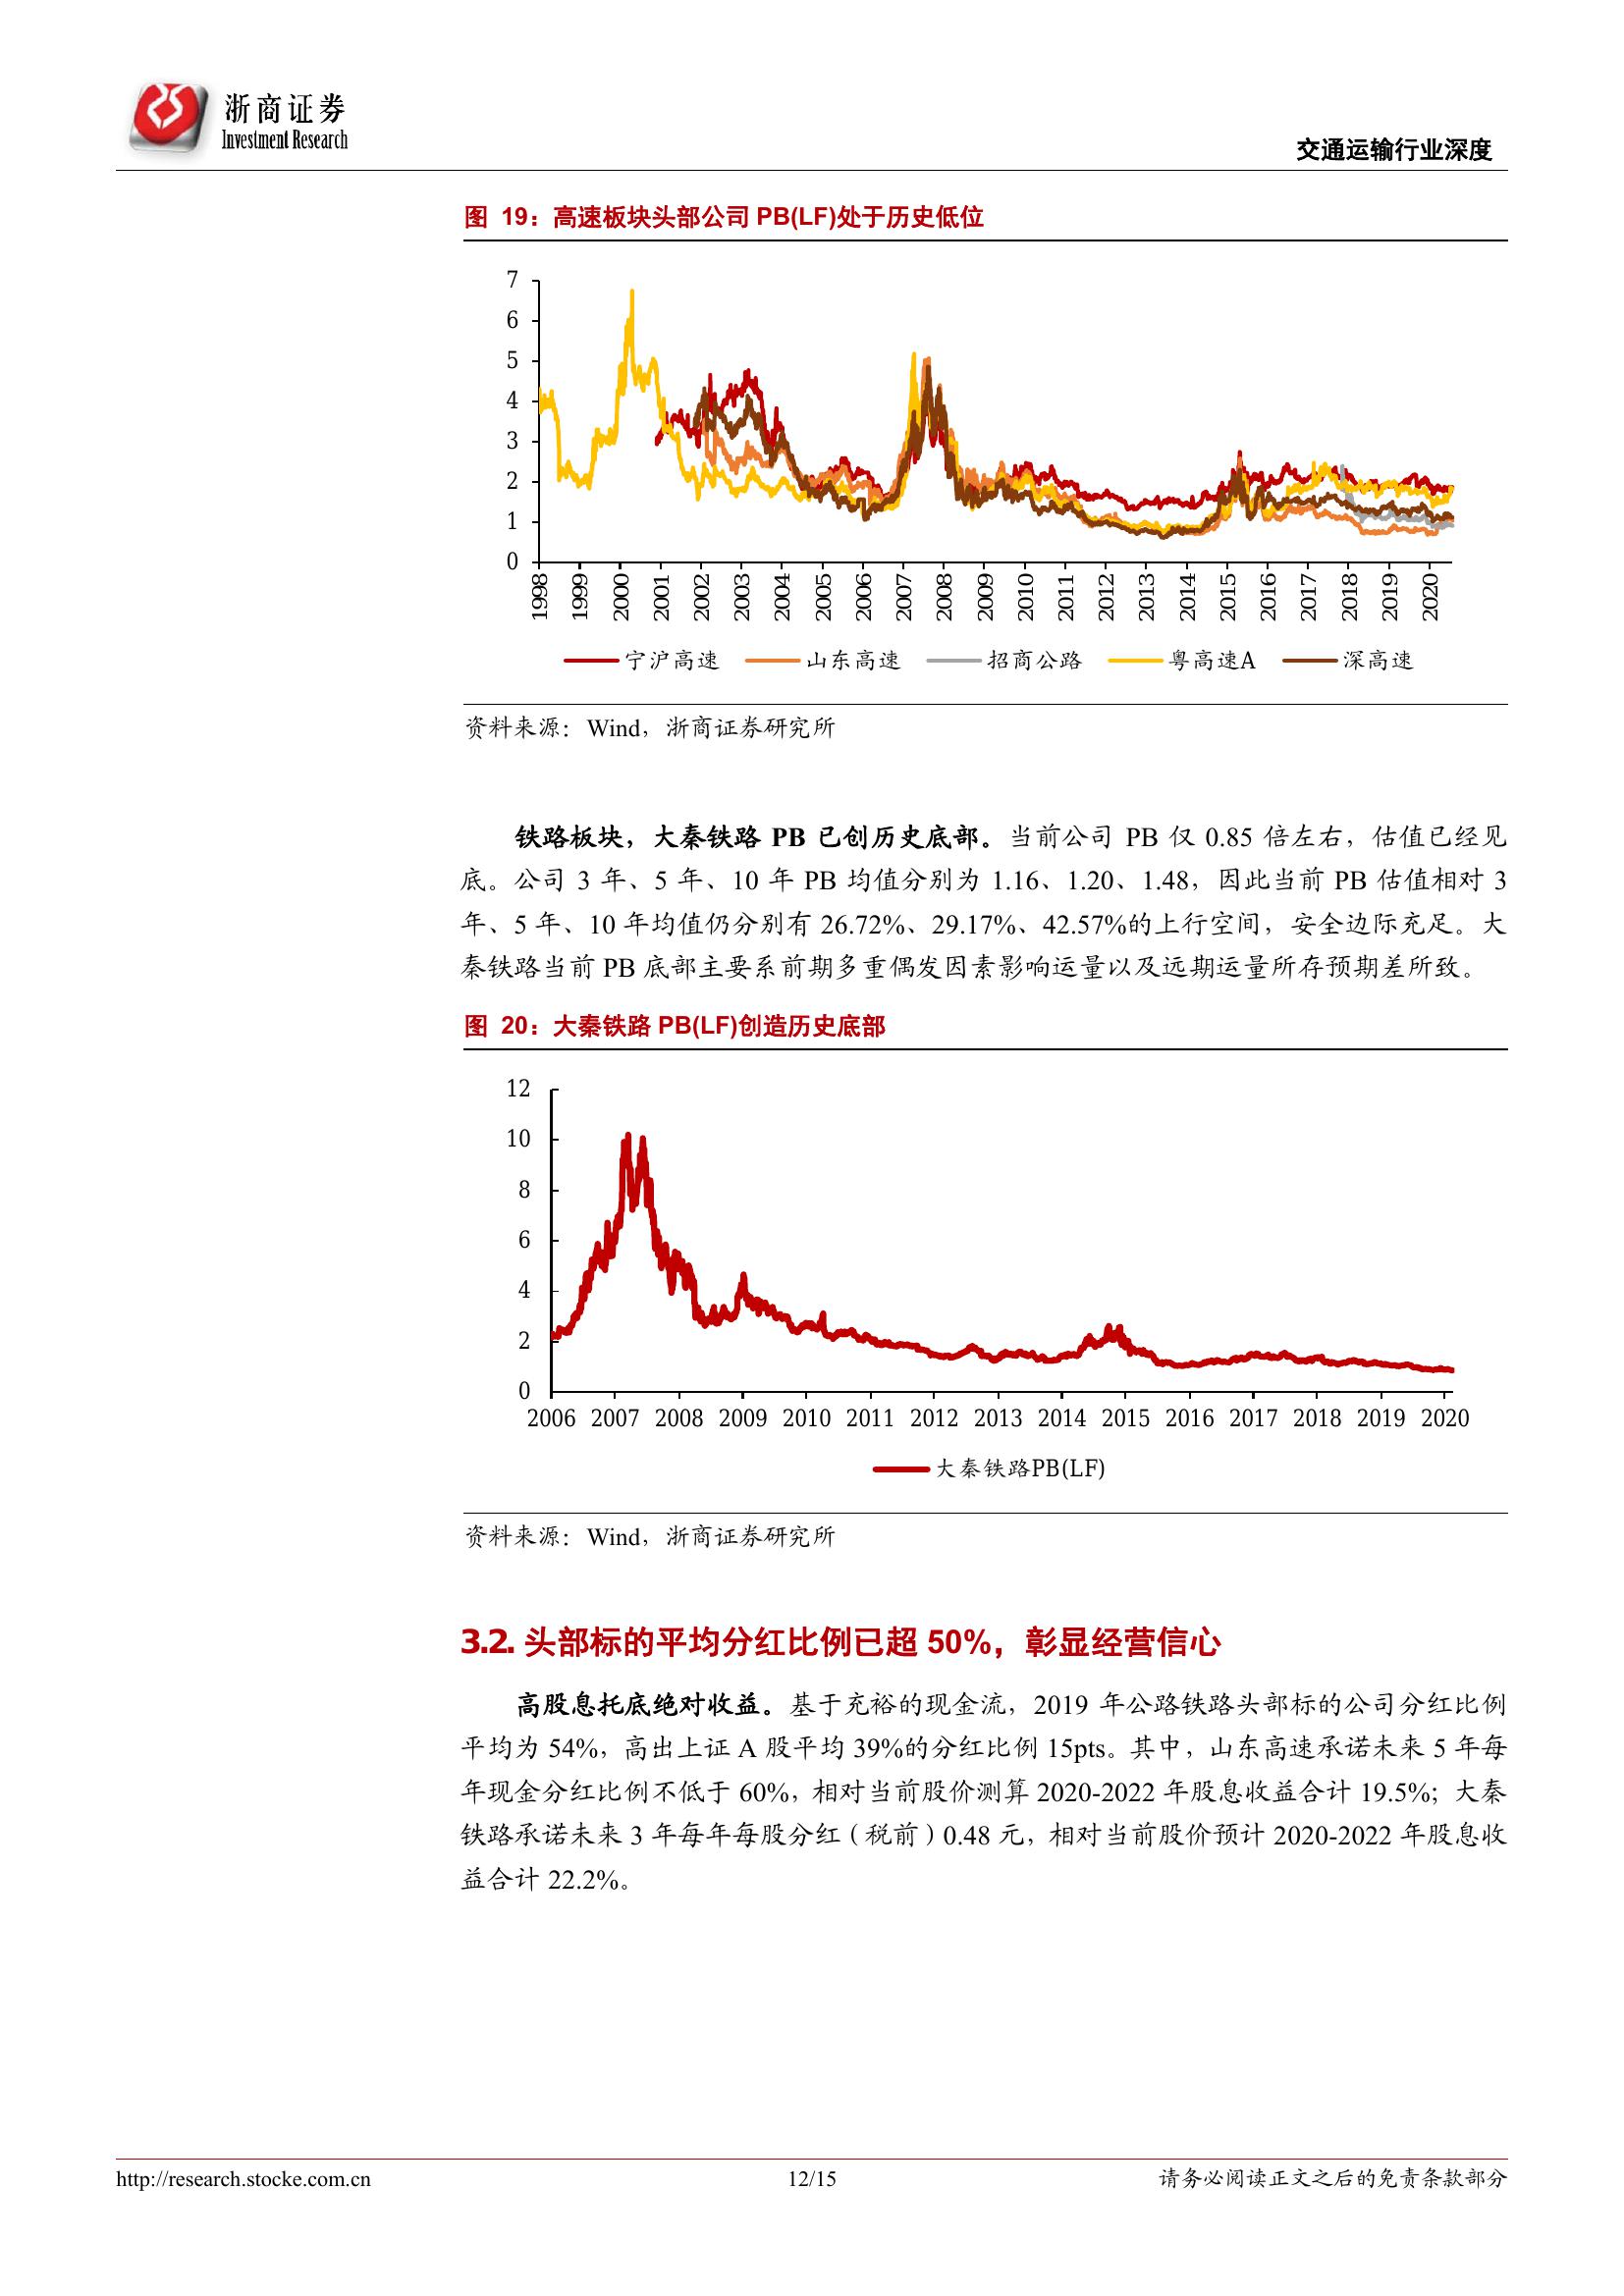 浙商证券
Investment Research
交通运输行业深度
图 19：高速板块头部公司 PB(LF)处于历史低位
7
6
5
4
3
2
1
0
1998 1999 2000 2001 2002 2003 2004 2005 2006 2007 2008 2009 2010 2011 2012 2013 2014 2015 2016 2017 2018 2019 2020
宁沪高速 山东高速 招商公路 粤高速A 深高速
资料来源：Wind，浙商证券研究所
铁路板块，大秦铁路 PB 已创历史底部。当前公司 PB 仅 0.85 倍左右，估值已经见
底。公司 3 年、5 年、10 年 PB 均值分别为 1.16、1.20、1.48，因此当前 PB 估值相对 3
年、5 年、10 年均值仍分别有 26.72%、29.17%、42.57%的上行空间，安全边际充足。大
秦铁路当前 PB 底部主要系前期多重偶发因素影响运量以及远期运量所存预期差所致。
图 20：大秦铁路 PB(LF)创造历史底部
12
10
8
6
4
2
0
2006 2007 2008 2009 2010 2011 2012 2013 2014 2015 2016 2017 2018 2019 2020
大秦铁路PB(LF)
资料来源：Wind，浙商证券研究所
3.2. 头部标的平均分红比例已超 50%，彰显经营信心
高股息托底绝对收益。基于充裕的现金流，2019 年公路铁路头部标的公司分红比例
平均为 54%，高出上证 A 股平均 39%的分红比例 15pts。其中，山东高速承诺未来 5 年每
年现金分红比例不低于 60%，相对当前股价测算 2020-2022 年股息收益合计 19.5%；大秦
铁路承诺未来 3 年每年每股分红（税前）0.48 元，相对当前股价预计 2020-2022 年股息收
益合计 22.2%。
http://research.stocke.com.cn
12/15
请务必阅读正文之后的免责条款部分